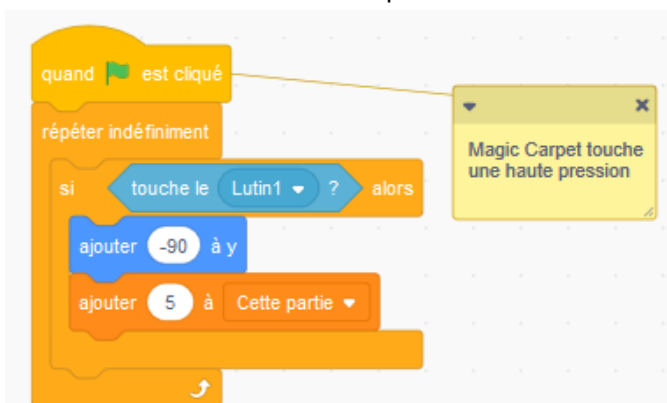 quand est cliqué
répéter indéfiniment
Magic Carpet touche
une haute pression
si touche le Lutin1 ? alors
ajouter -90 à y
ajouter 5 à Cette partie